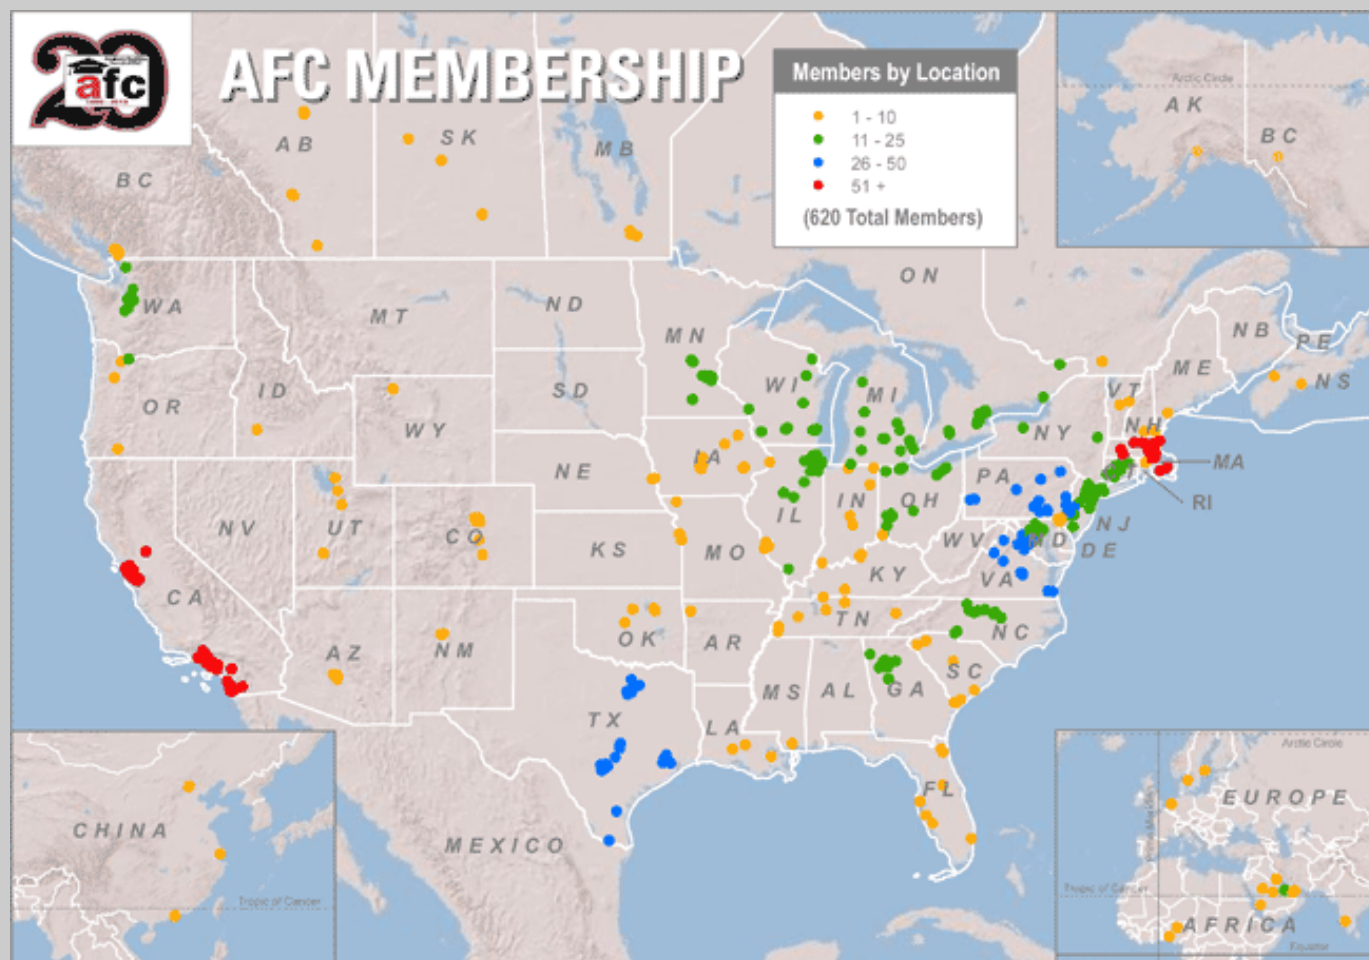 20
afc
AFC MEMBERSHIP
Members by Location
1 - 10
11 - 25
26 - 50
51 +
(620 Total Members)
Arctic Circle
AK
BC
BC
AB
SK
MB
ON
NB
PE
NS
WA
MT
ND
MN
WI
MI
ME
VT
NH
OR
ID
WY
SD
IA
NY
MA
RI
CT
NV
UT
CO
NE
KS
MO
IL
IN
OH
PA
NJ
WV
MD
DE
VA
KY
CA
AZ
NM
OK
AR
TN
NC
SC
MS
AL
GA
TX
LA
FL
MEXICO
CHINA
Tropic of Cancer
Arctic Circle
EUROPE
Tropic of Cancer
AFRICA
Equator